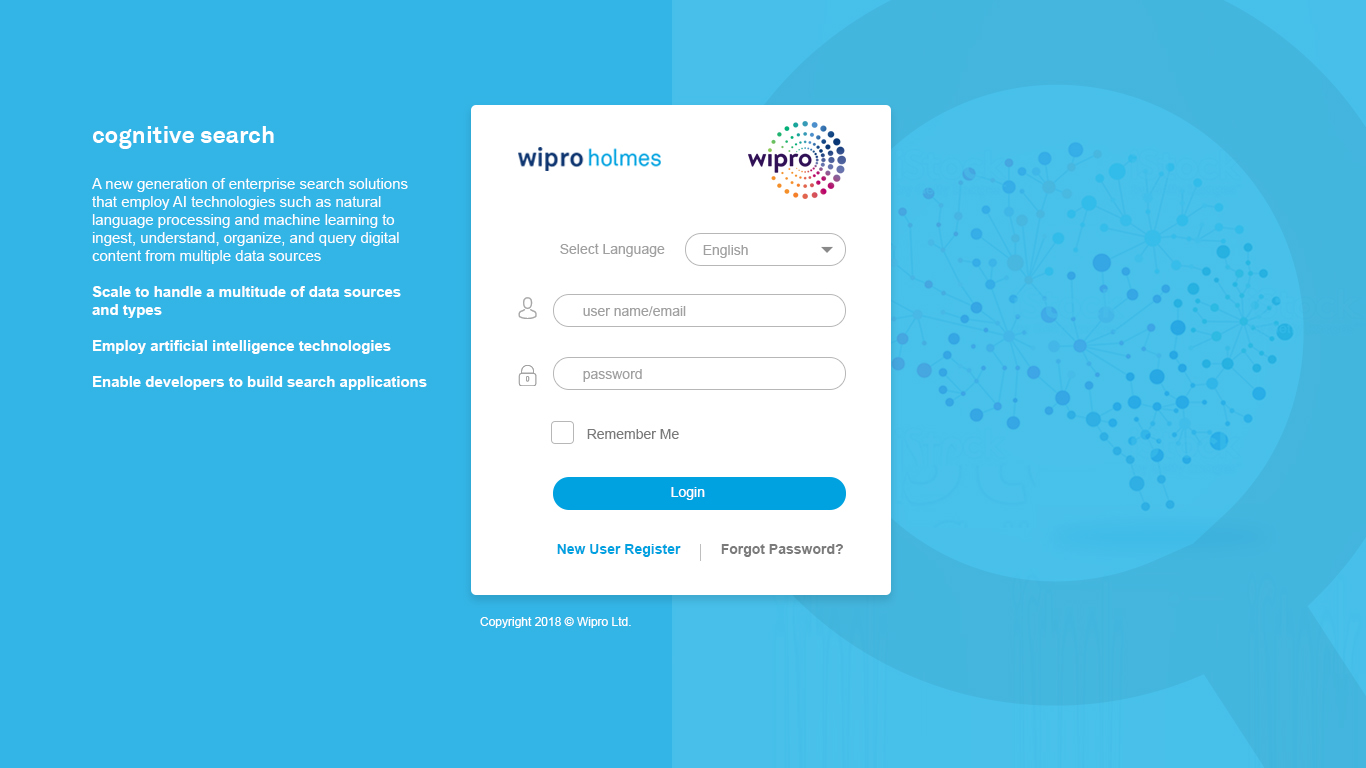 cognitive search
A new generation of enterprise search solutions
that employ AI technologies such as natural
language processing and machine learning to
ingest, understand, organize, and query digital
content from multiple data sources
Scale to handle a multitude of data sources
and types
Employ artificial intelligence technologies
Enable developers to build search applications
wipro holmes
wipro
Select Language
English
user name/email
password
Remember Me
Login
New User Register
Forgot Password?
Copyright 2018 © Wipro Ltd.